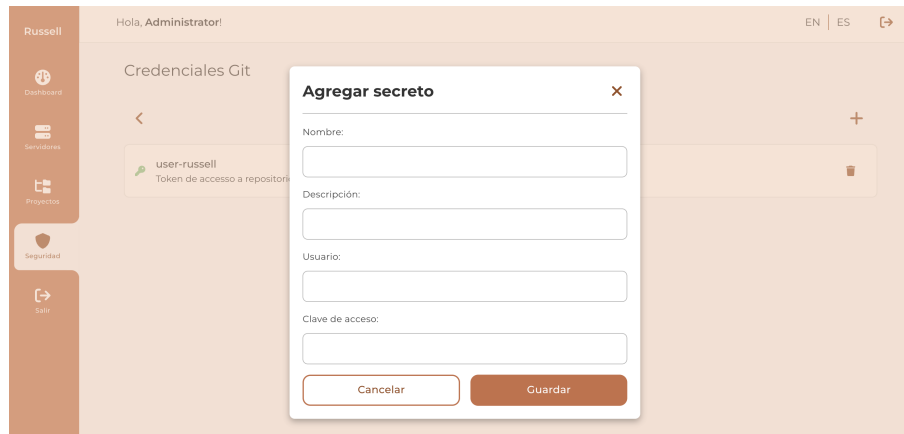 Russell
Hola, Administrator!
EN | ES
Dashboard
Servidores
Proyectos
Seguridad
Salir
Credenciales Git
user-russell
Token de acceso a repositori
Agregar secreto
Nombre:
Descripción:
Usuario:
Clave de acceso:
Cancelar
Guardar